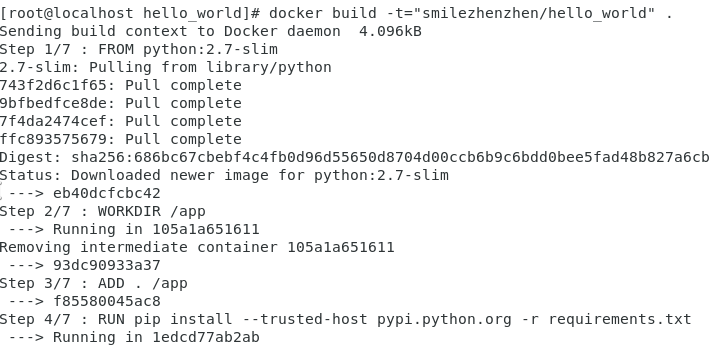 [root@localhost hello_world]# docker build -t="smilezhenzhen/hello_world" .
Sending build context to Docker daemon  4.096kB
Step 1/7 : FROM python:2.7-slim
2.7-slim: Pulling from library/python
743f2d6c1f65: Pull complete
9bfbedfce8de: Pull complete
7f4da2474cef: Pull complete
ffc893575679: Pull complete
Digest: sha256:686bc67cbebf4c4fb0d96d55650d8704d00ccb6b9c6bdd0bee5fad48b827a6cb
Status: Downloaded newer image for python:2.7-slim
 ---> eb40dcfcbc42
Step 2/7 : WORKDIR /app
 ---> Running in 105a1a651611
Removing intermediate container 105a1a651611
 ---> 93dc90933a37
Step 3/7 : ADD . /app
 ---> f85580045ac8
Step 4/7 : RUN pip install --trusted-host pypi.python.org -r requirements.txt
 ---> Running in 1edcd77ab2ab